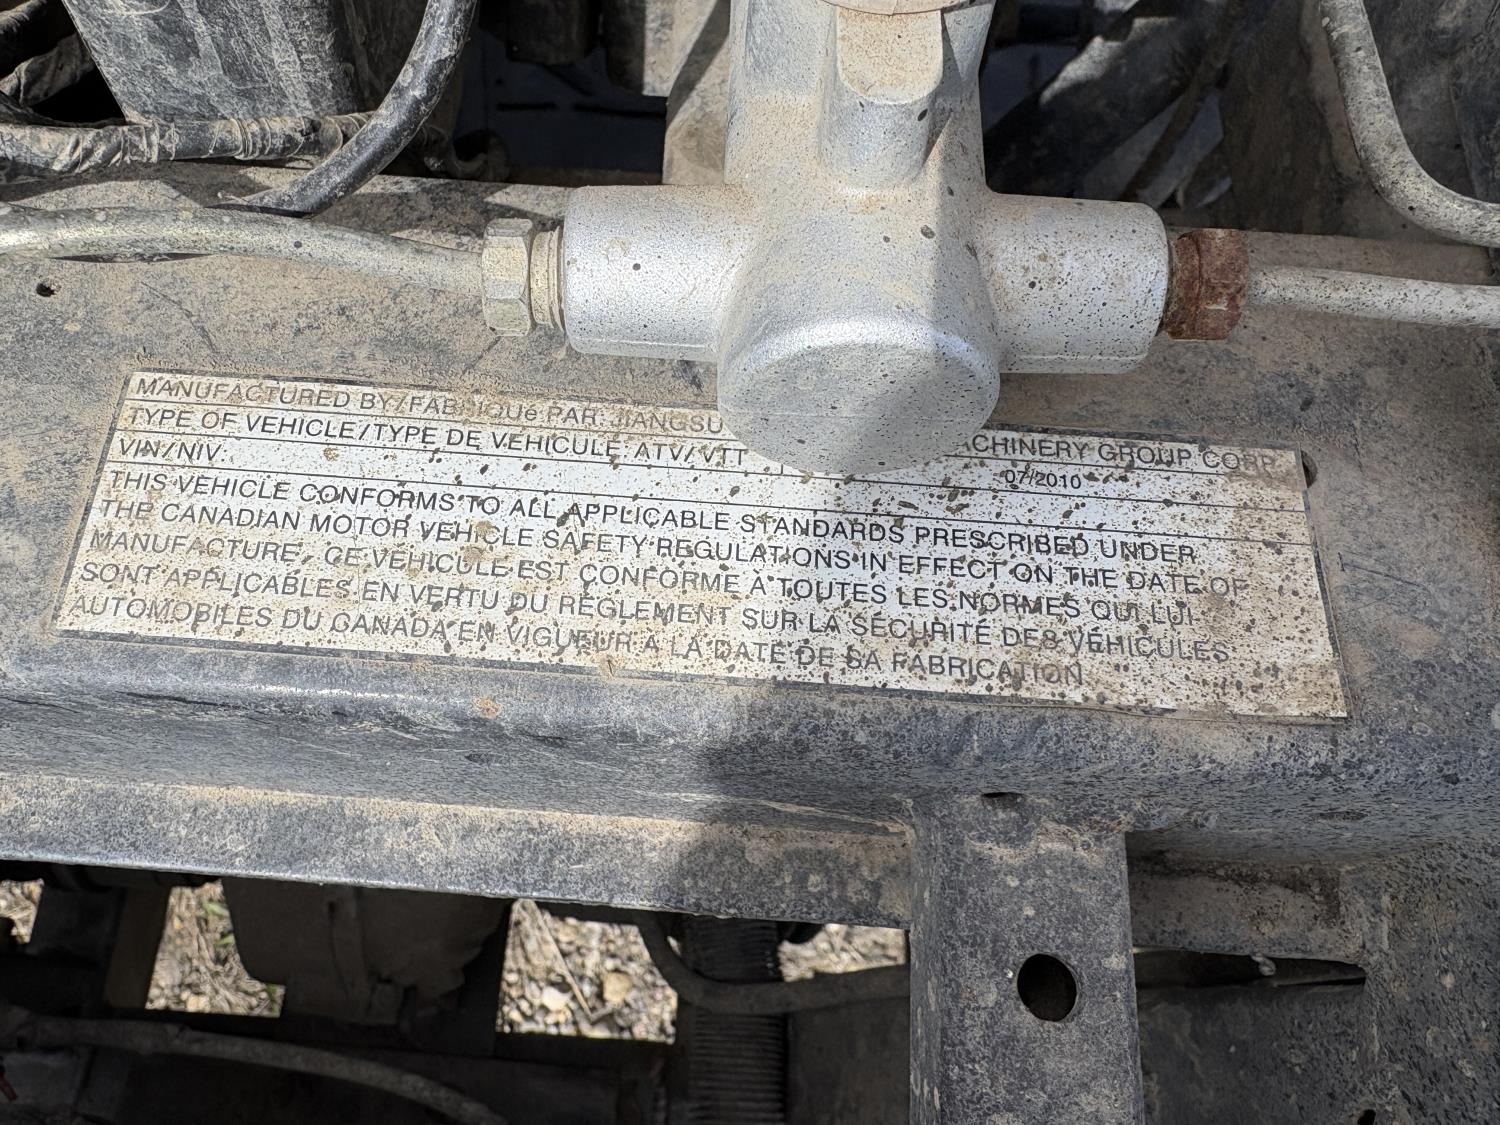 MANUFACTURED BY/FABRIQUé PAR: JIANGSU ACHINERY GROUP CORP.
TYPE OF VEHICLE/TYPE DE VÉHICULE: ATV/VTT 07/2010
VIN/NIV:
THIS VEHICLE CONFORMS TO ALL APPLICABLE STANDARDS PRESCRIBED UNDER
THE CANADIAN MOTOR VEHICLE SAFETY REGULATIONS IN EFFECT ON THE DATE OF
MANUFACTURE, CE VÉHICULE EST CONFORME À TOUTES LES NORMES QUI LUI
SONT APPLICABLES EN VERTU DU RÈGLEMENT SUR LA SÉCURITÉ DES VÉHICULES
AUTOMOBILES DU CANADA EN VIGUEUR À LA DATE DE SA FABRICATION